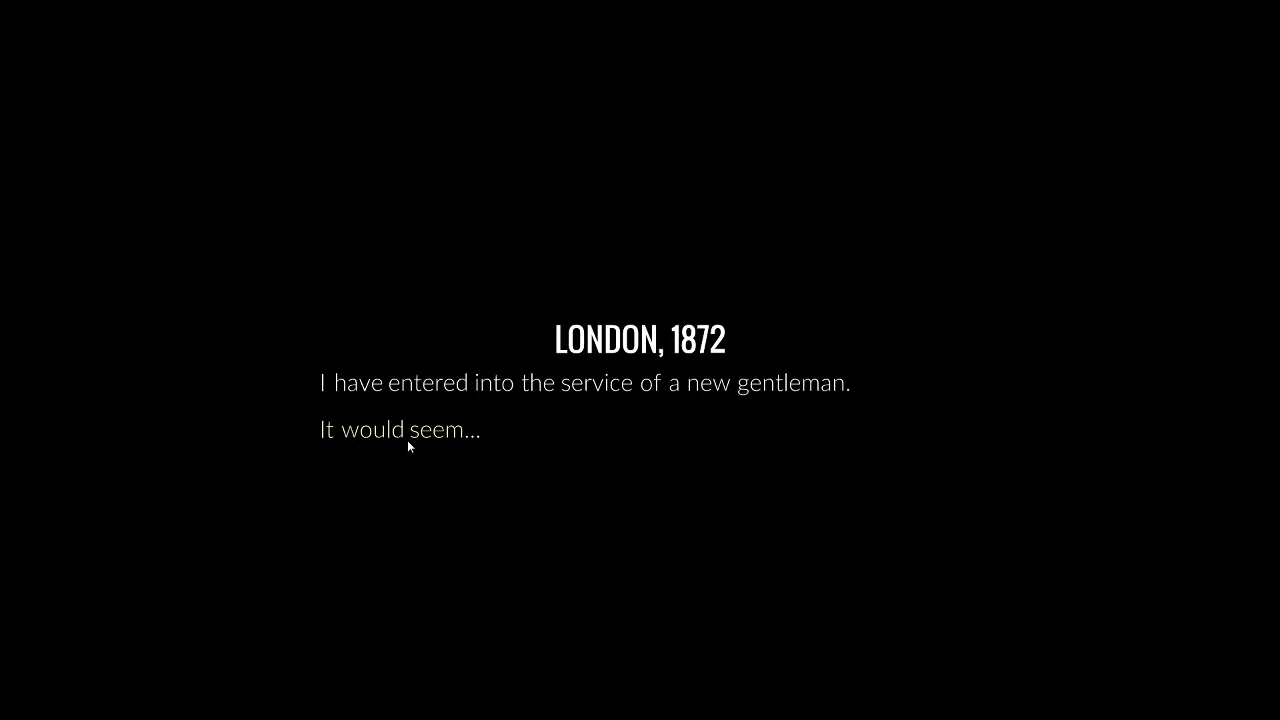 LONDON, 1872
I have entered into the service of a new gentleman.
It would seem...